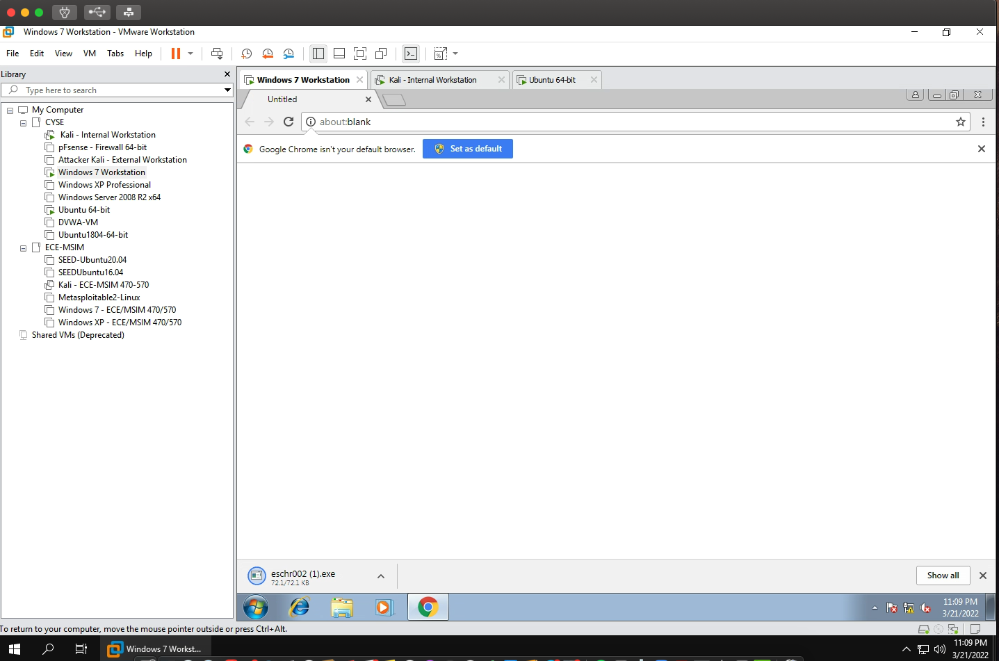 Windows 7 Workstation - VMware Workstation
File Edit View VM Tabs Help
Library
Type here to search
My Computer
CYSE
Kali - Internal Workstation
pFsense - Firewall 64-bit
Attacker Kali - External Workstation
Windows 7 Workstation
Windows XP Professional
Windows Server 2008 R2 x64
Ubuntu 64-bit
DVWA-VM
Ubuntu1804-64-bit
ECE-MSIM
SEED-Ubuntu20.04
SEEDUbuntu16.04
Kali - ECE-MSIM 470-570
Metasploitable2-Linux
Windows 7 - ECE/MSIM 470/570
Windows XP - ECE/MSIM 470/570
Shared VMs (Deprecated)
Windows 7 Workstation Kali - Internal Workstation Ubuntu 64-bit
Untitled
about:blank
Google Chrome isn't your default browser. Set as default
eschr002 (1).exe
72.1/72.1 KB
Show all
11:09 PM
3/21/2022
To return to your computer, move the mouse pointer outside or press Ctrl+Alt.
Windows 7 Workst...
11:09 PM
3/21/2022